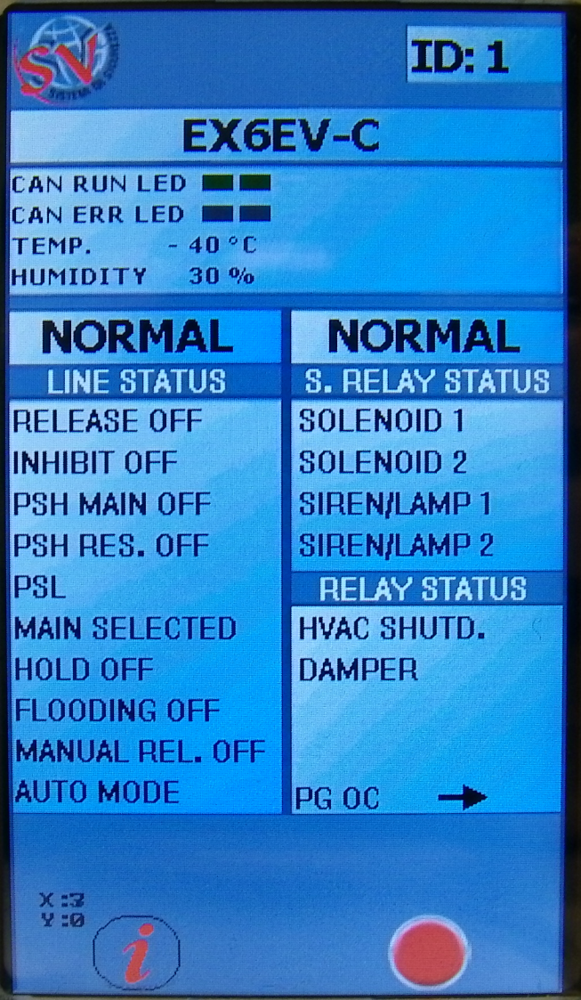 SV
ID: 1
EX6EV-C
CAN RUN LED
CAN ERR LED
TEMP. - 40 °C
HUMIDITY 30 %
NORMAL
LINE STATUS
RELEASE OFF
INHIBIT OFF
PSH MAIN OFF
PSH RES. OFF
PSL
MAIN SELECTED
HOLD OFF
FLOODING OFF
MANUAL REL. OFF
AUTO MODE
NORMAL
S. RELAY STATUS
SOLENOID 1
SOLENOID 2
SIREN/LAMP 1
SIREN/LAMP 2
RELAY STATUS
HVAC SHUTD.
DAMPER
PG OC
X :3
Y :0
i